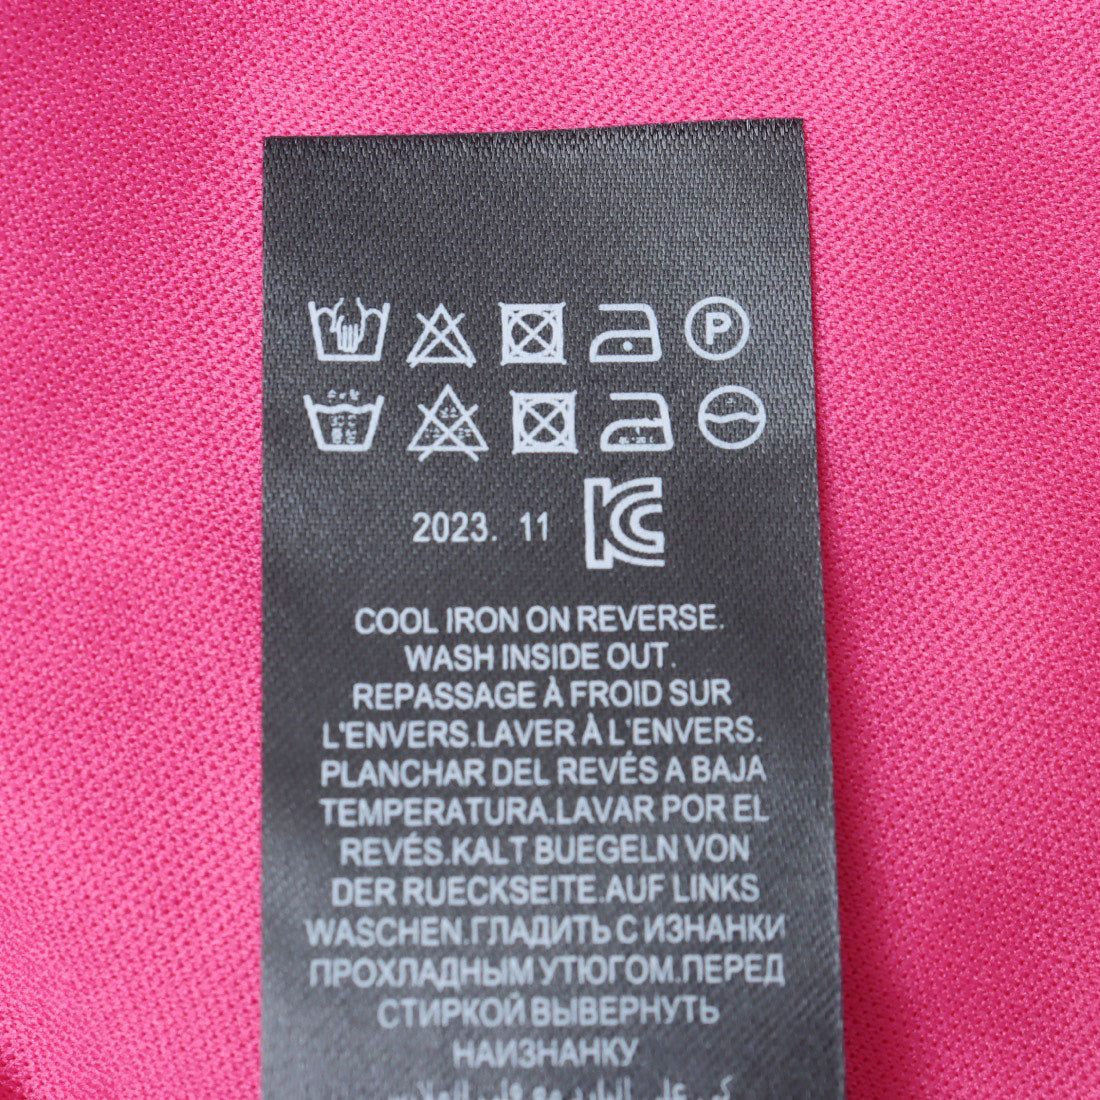 P
2023. 11
COOL IRON ON REVERSE.
WASH INSIDE OUT.
REPASSAGE À FROID SUR
L'ENVERS.LAVER À L'ENVERS.
PLANCHAR DEL REVÉS A BAJA
TEMPERATURA.LAVAR POR EL
REVÉS.KALT BUEGELN VON
DER RUECKSEITE.AUF LINKS
WASCHEN.ГЛАДИТЬ С ИЗНАНКИ
ПРОХЛАДНЫМ УТЮГОМ.ПЕРЕД
СТИРКОЙ ВЫВЕРНУТЬ
НАИЗНАНКУ